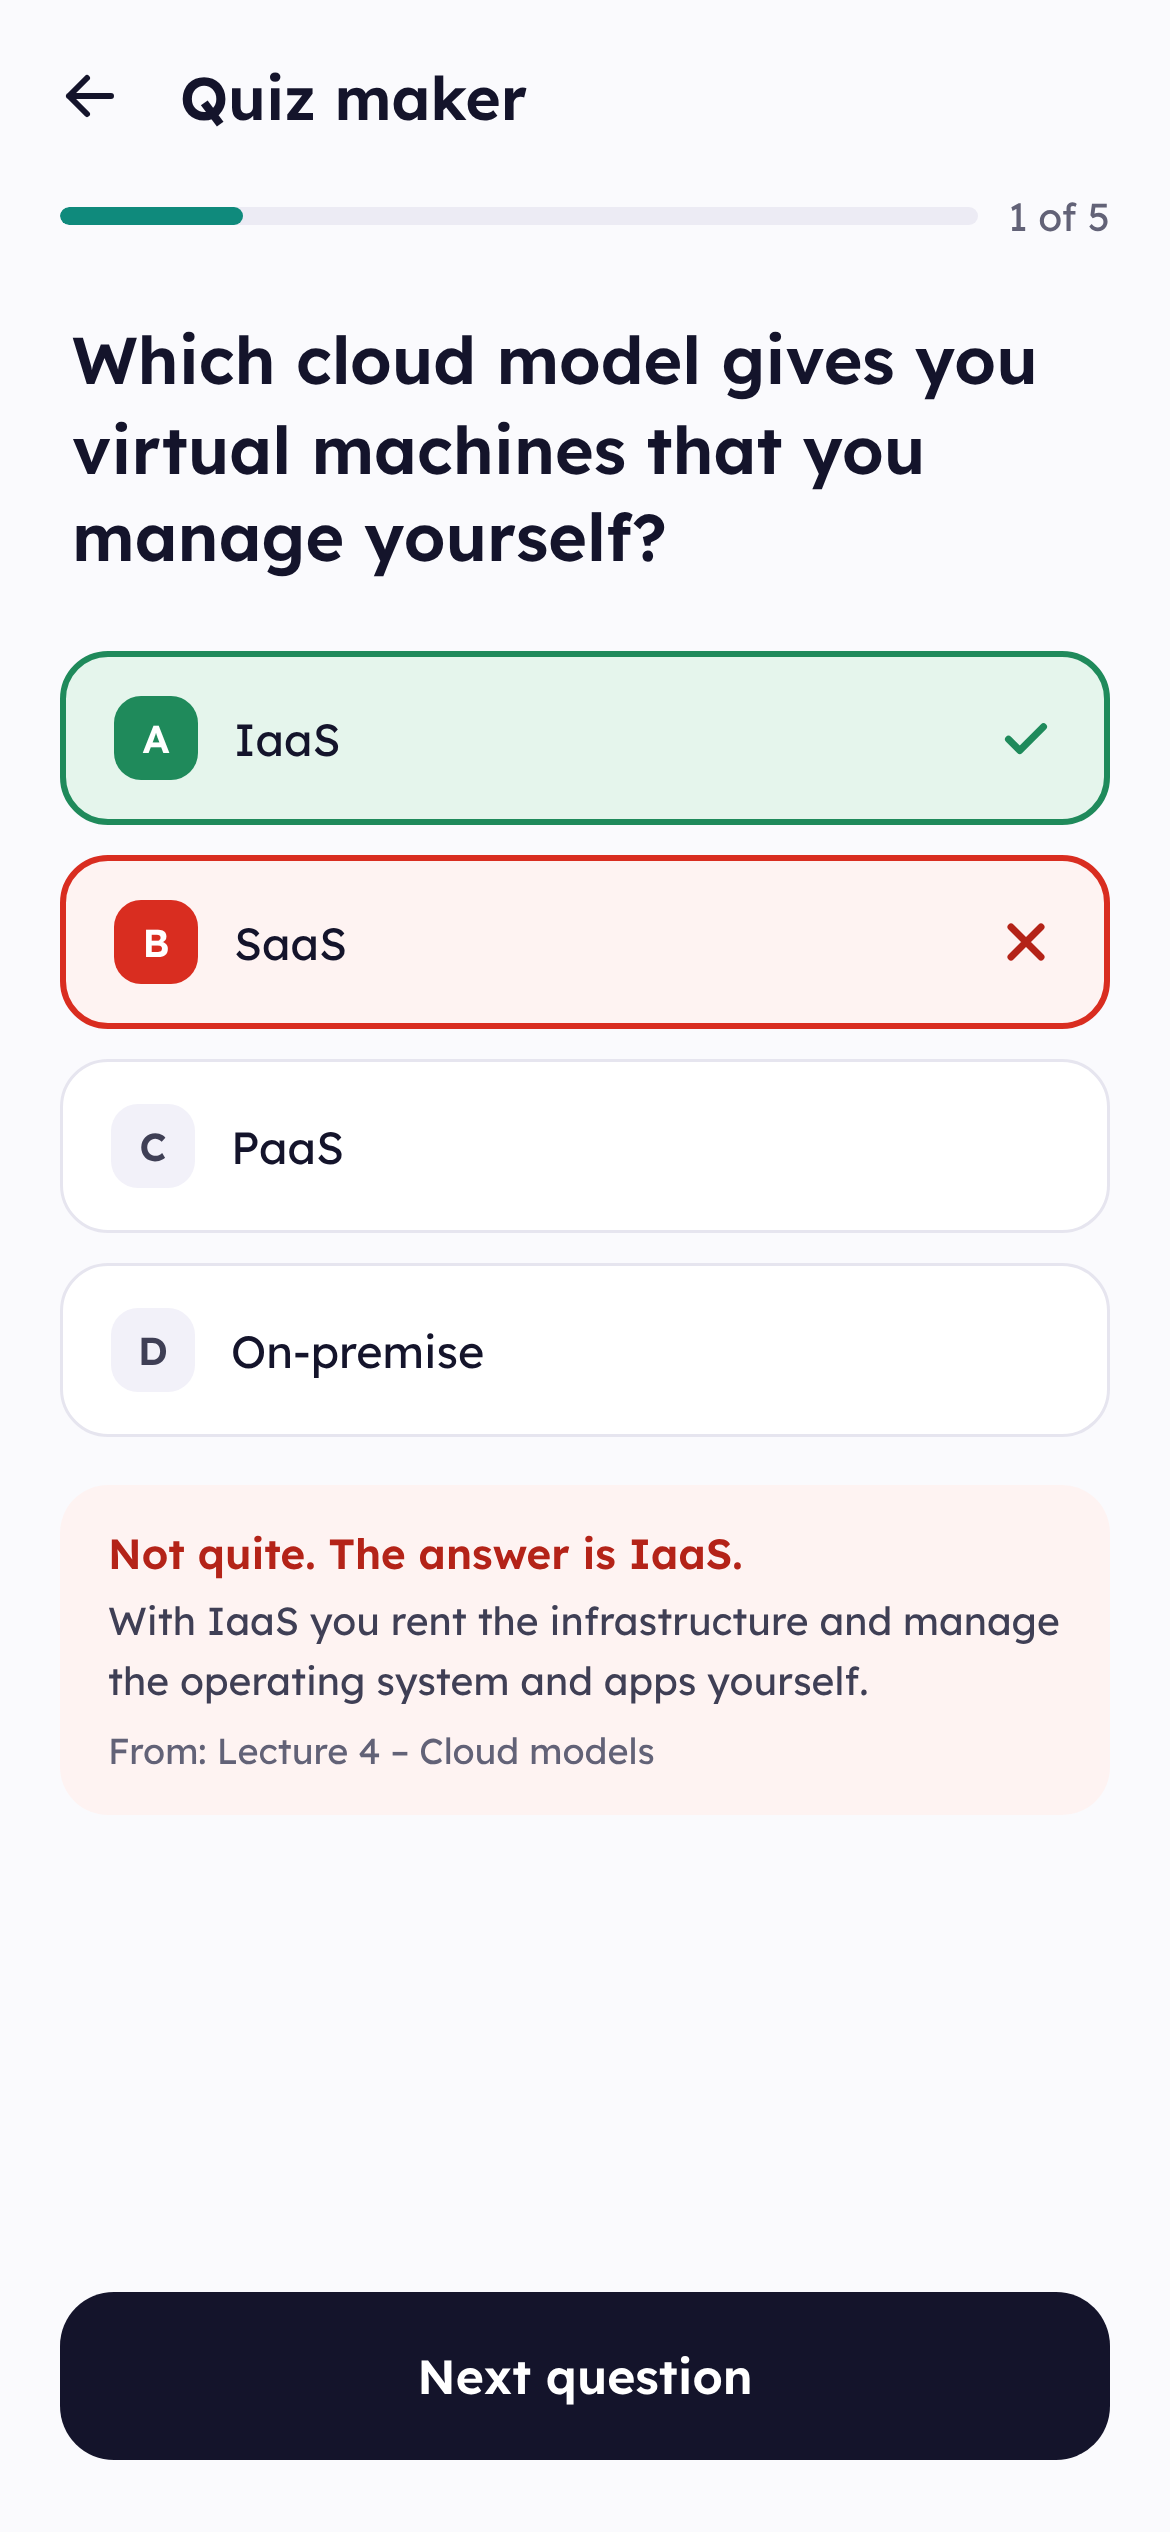 Quiz maker
1 of 5
Which cloud model gives you
virtual machines that you
manage yourself?
A IaaS
B SaaS
C PaaS
D On-premise
Not quite. The answer is IaaS.
With IaaS you rent the infrastructure and manage
the operating system and apps yourself.
From: Lecture 4 – Cloud models
Next question